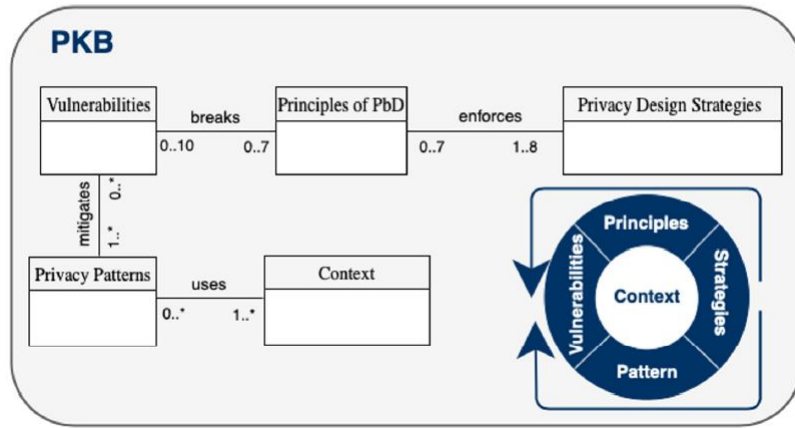 PKB
Vulnerabilities
breaks
Principles of PbD
enforces
Privacy Design Strategies
0..10
0..7
0..7
1..8
mitigates
0..*
1..*
Privacy Patterns
uses
Context
0..*
1..*
Principles
Vulnerabilities
Context
Strategies
Pattern